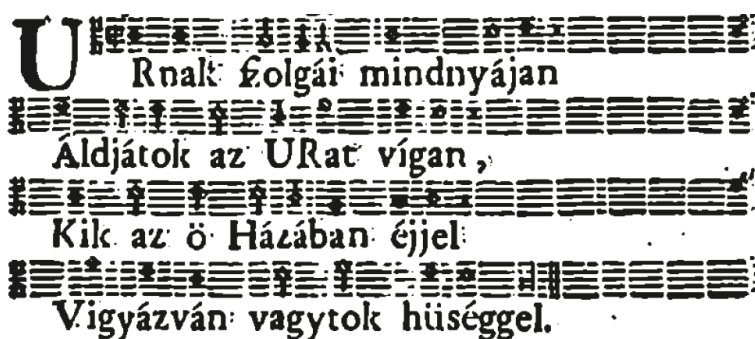 URnak ſzolgái mindnyájan
Áldjátok az URat vígan,
Kik az ö Házában éjjel
Vigyázván vagytok hüséggel.